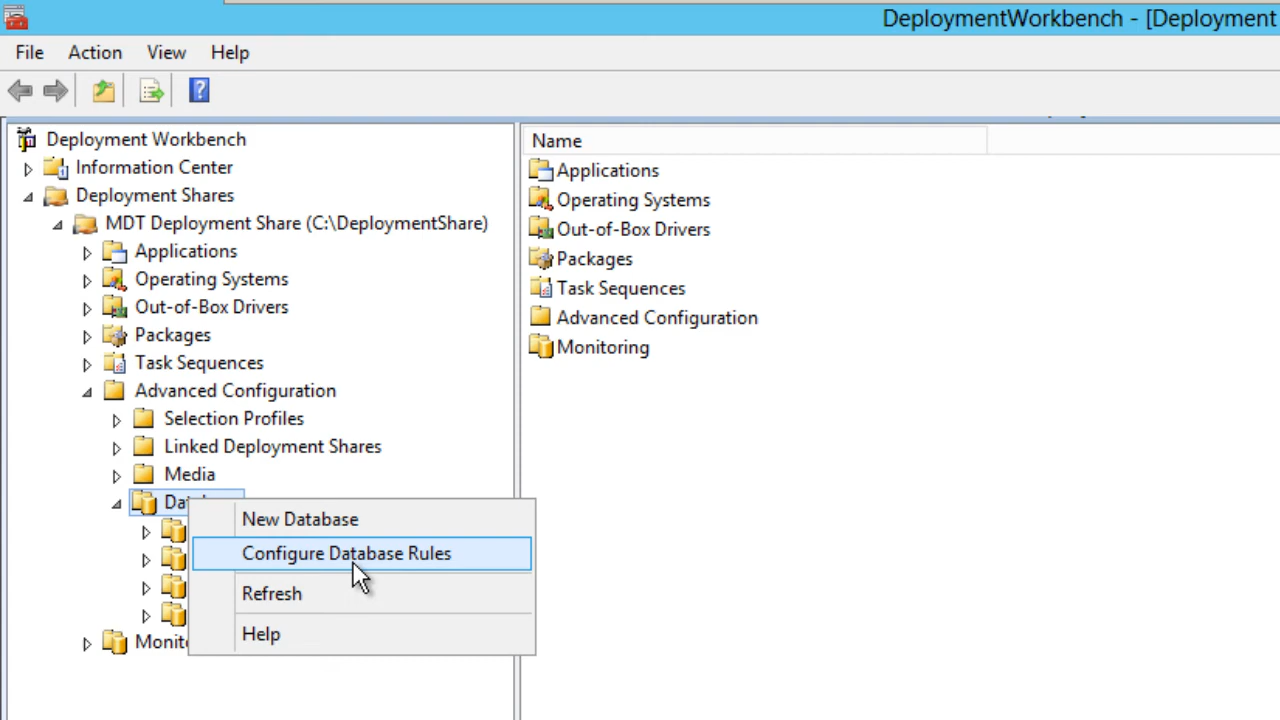 DeploymentWorkbench - [Deployment
File Action View Help
Deployment Workbench
Information Center
Deployment Shares
MDT Deployment Share (C:\DeploymentShare)
Applications
Operating Systems
Out-of-Box Drivers
Packages
Task Sequences
Advanced Configuration
Selection Profiles
Linked Deployment Shares
Media
New Database
Configure Database Rules
Refresh
Help
Name
Applications
Operating Systems
Out-of-Box Drivers
Packages
Task Sequences
Advanced Configuration
Monitoring